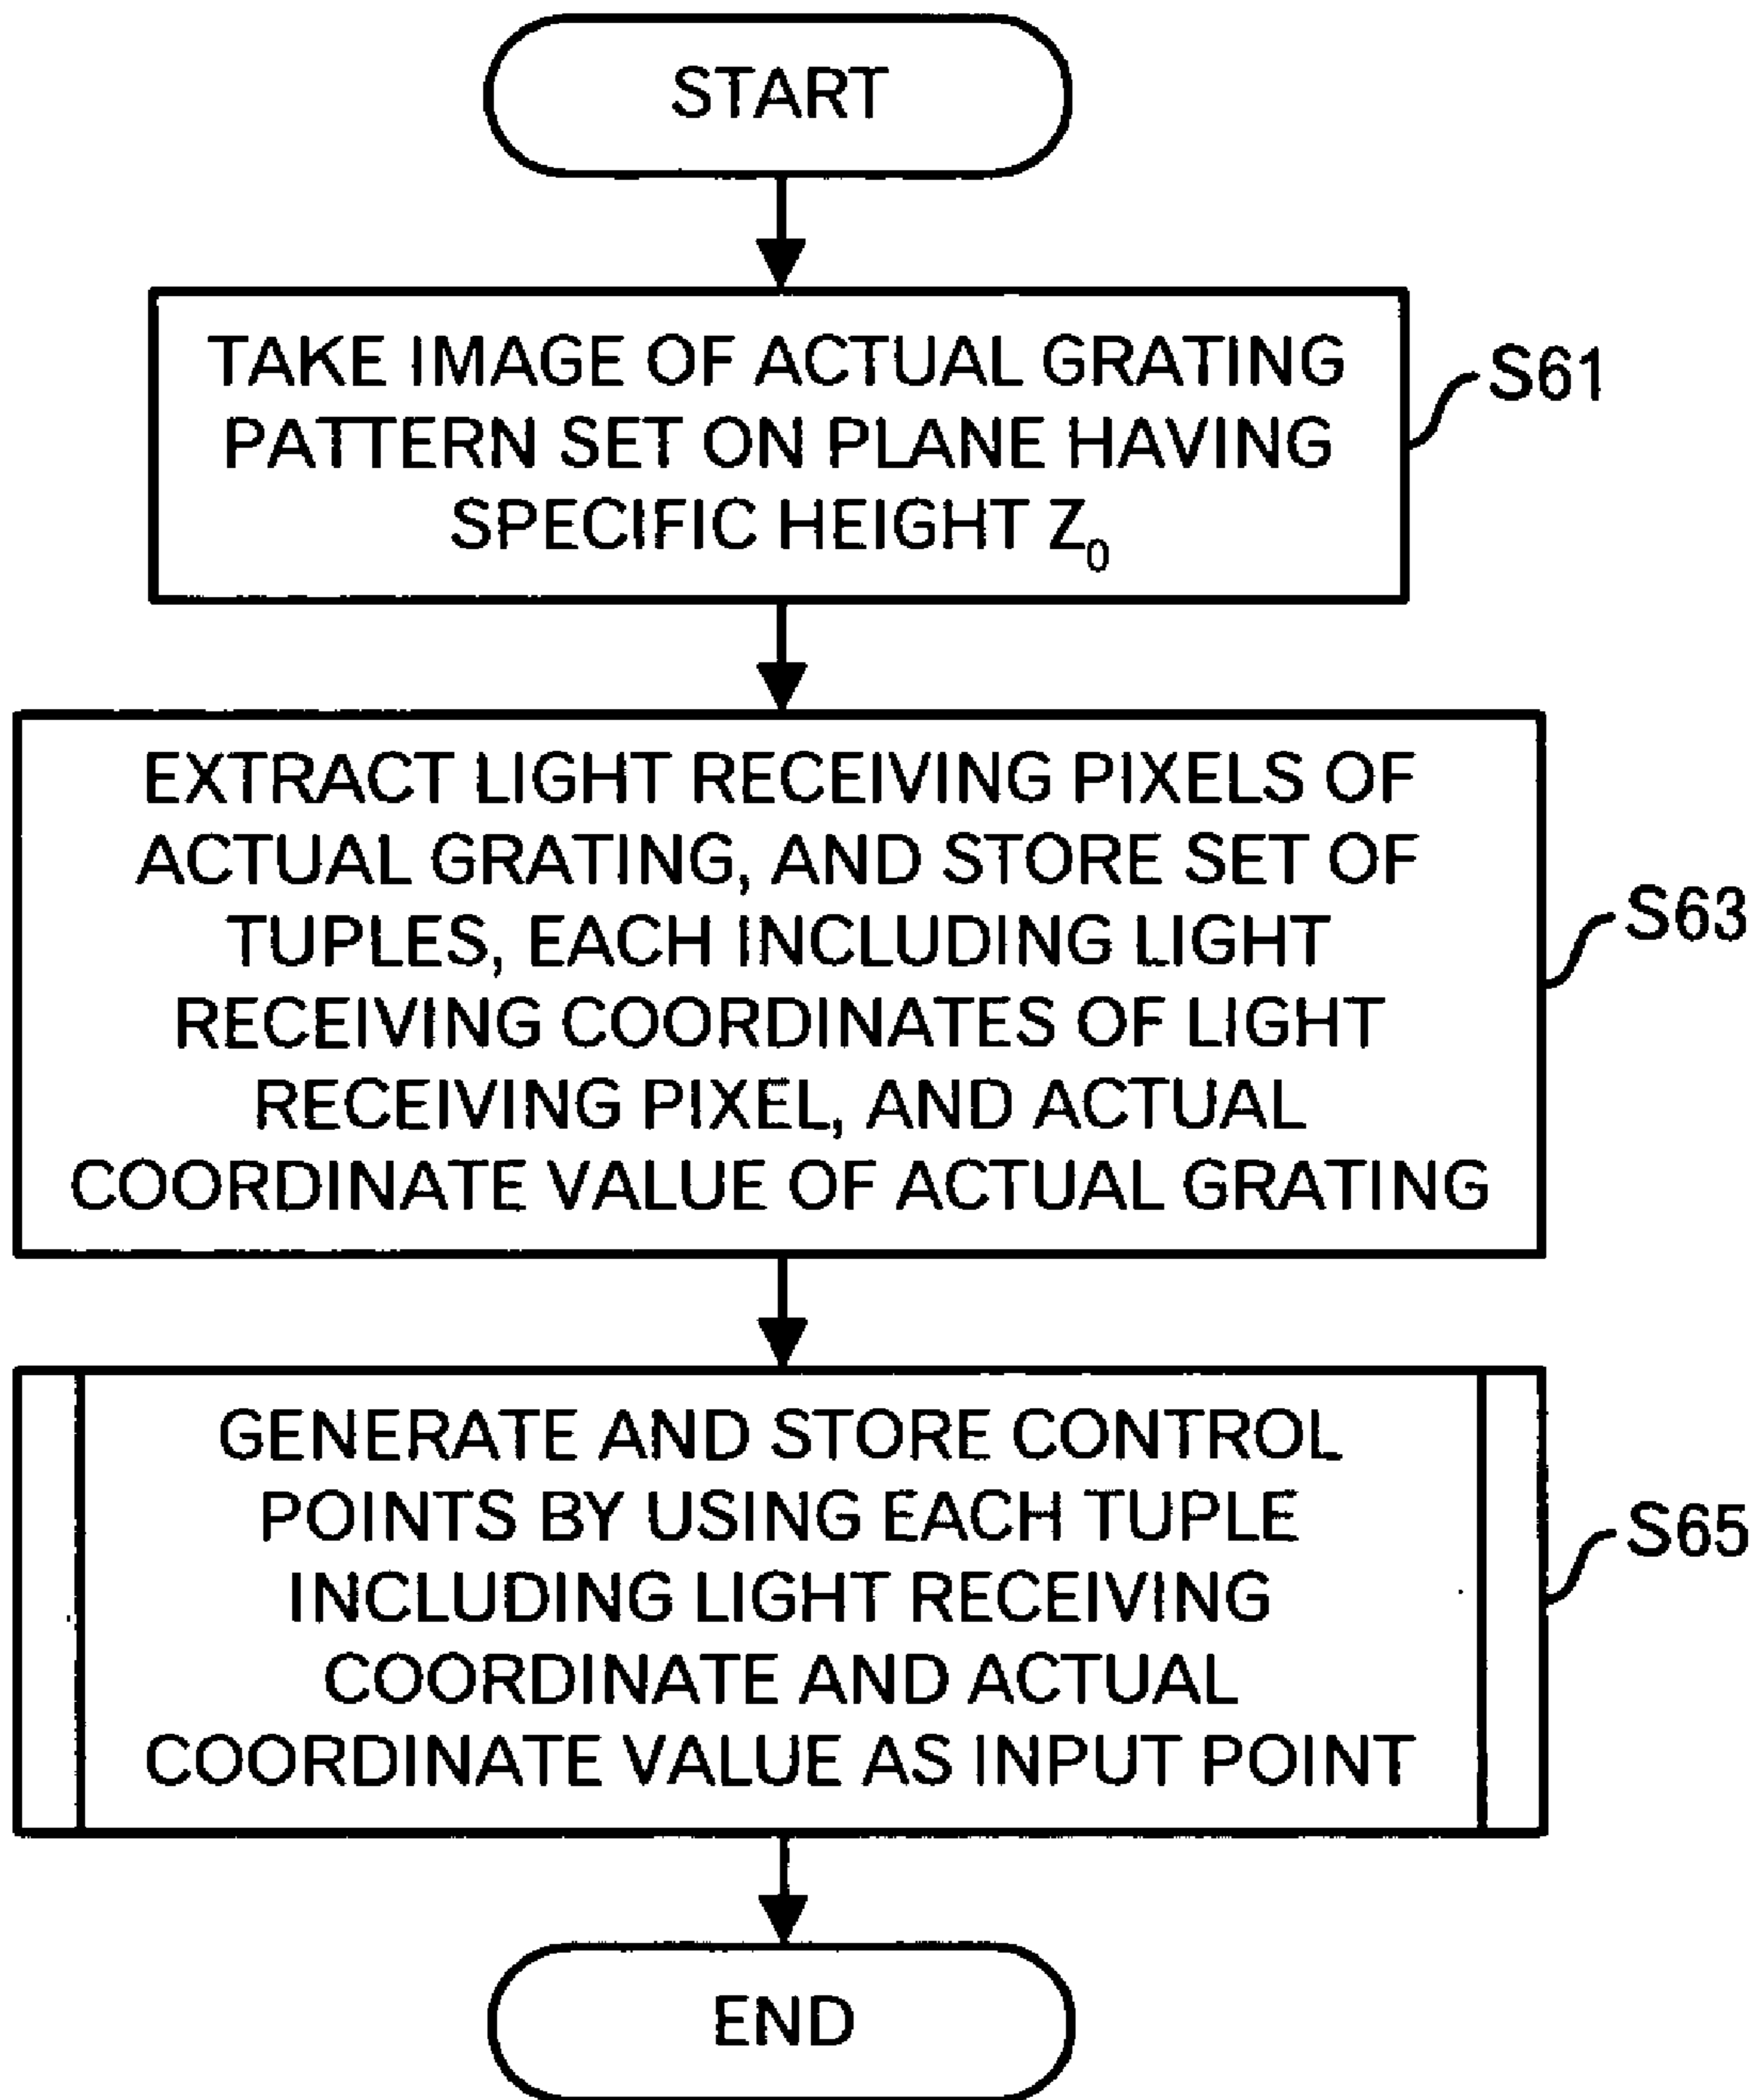 START
TAKE IMAGE OF ACTUAL GRATING
PATTERN SET ON PLANE HAVING
SPECIFIC HEIGHT Z₀
S61
EXTRACT LIGHT RECEIVING PIXELS OF
ACTUAL GRATING, AND STORE SET OF
TUPLES, EACH INCLUDING LIGHT
RECEIVING COORDINATES OF LIGHT
RECEIVING PIXEL, AND ACTUAL
COORDINATE VALUE OF ACTUAL GRATING
S63
GENERATE AND STORE CONTROL
POINTS BY USING EACH TUPLE
INCLUDING LIGHT RECEIVING
COORDINATE AND ACTUAL
COORDINATE VALUE AS INPUT POINT
S65
END